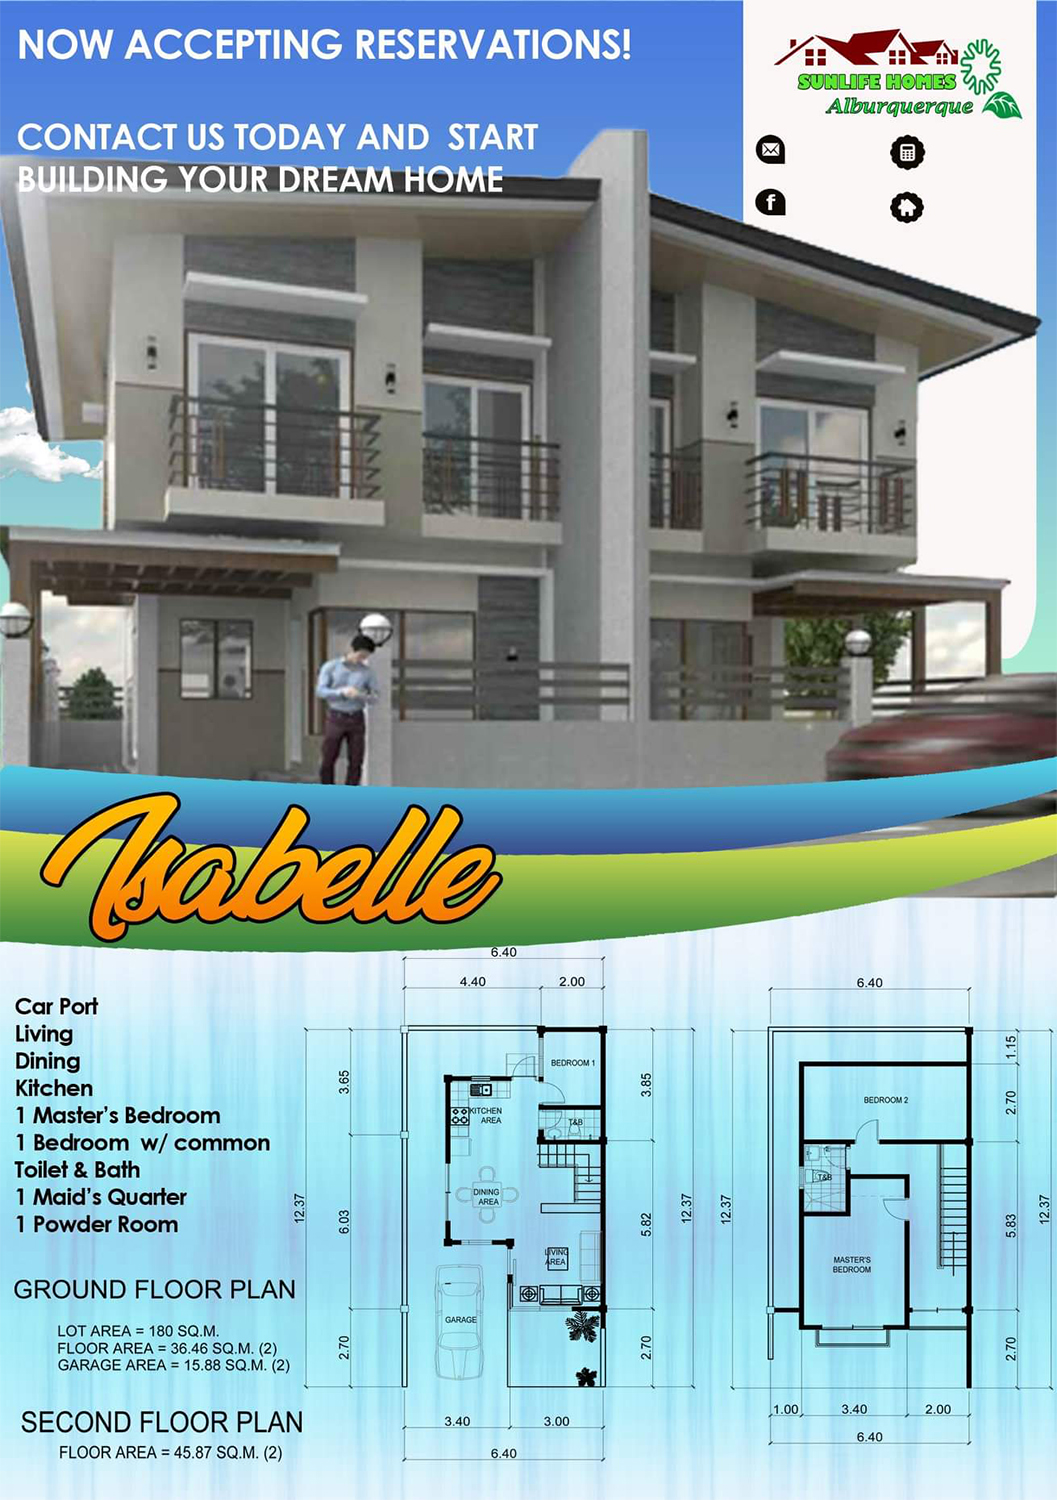 NOW ACCEPTING RESERVATIONS!
CONTACT US TODAY AND START
BUILDING YOUR DREAM HOME
SUNLIFE HOMES
Alburquerque
f
Isabelle
Car Port
Living
Dining
Kitchen
1 Master's Bedroom
1 Bedroom w/ common
Toilet & Bath
1 Maid's Quarter
1 Powder Room
GROUND FLOOR PLAN
LOT AREA = 180 SQ.M.
FLOOR AREA = 36.46 SQ.M. (2)
GARAGE AREA = 15.88 SQ.M. (2)
SECOND FLOOR PLAN
FLOOR AREA = 45.87 SQ.M. (2)
6.40
4.40
2.00
3.65
6.03
2.70
12.37
BEDROOM 1
KITCHEN
AREA
T&B
DINING
AREA
LIVING
AREA
GARAGE
3.85
5.82
2.70
12.37
3.40
3.00
6.40
6.40
12.37
BEDROOM 2
T&B
MASTER'S
BEDROOM
1.15
2.70
5.83
2.70
12.37
1.00
3.40
2.00
6.40